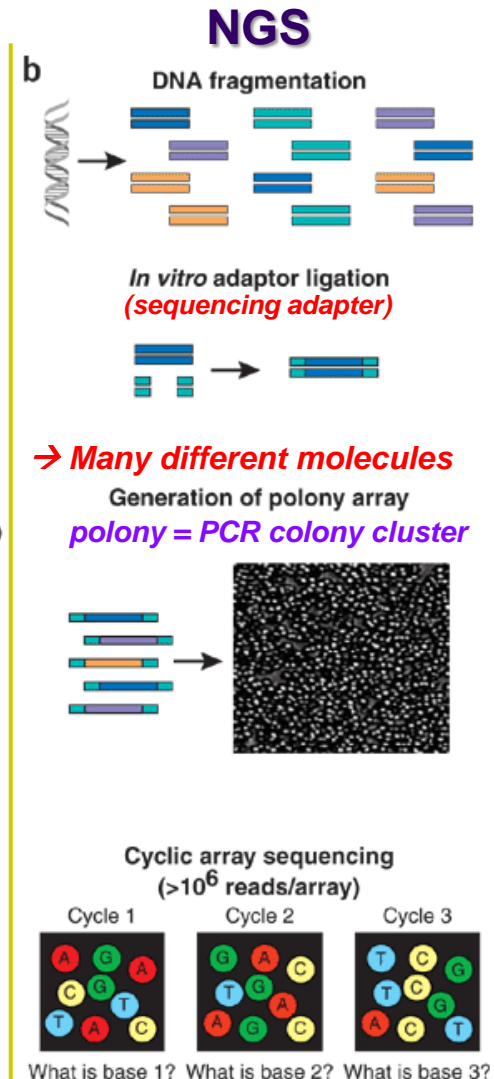 NGS
b
DNA fragmentation
In vitro adaptor ligation
(sequencing adapter)
→ Many different molecules
Generation of polony array
)
polony = PCR colony cluster
Cyclic array sequencing
(>10⁶ reads/array)
Cycle 1 Cycle 2 Cycle 3
A G A C G T T A C
G A C T G A A G C
T C G T C G A C T
What is base 1? What is base 2? What is base 3?